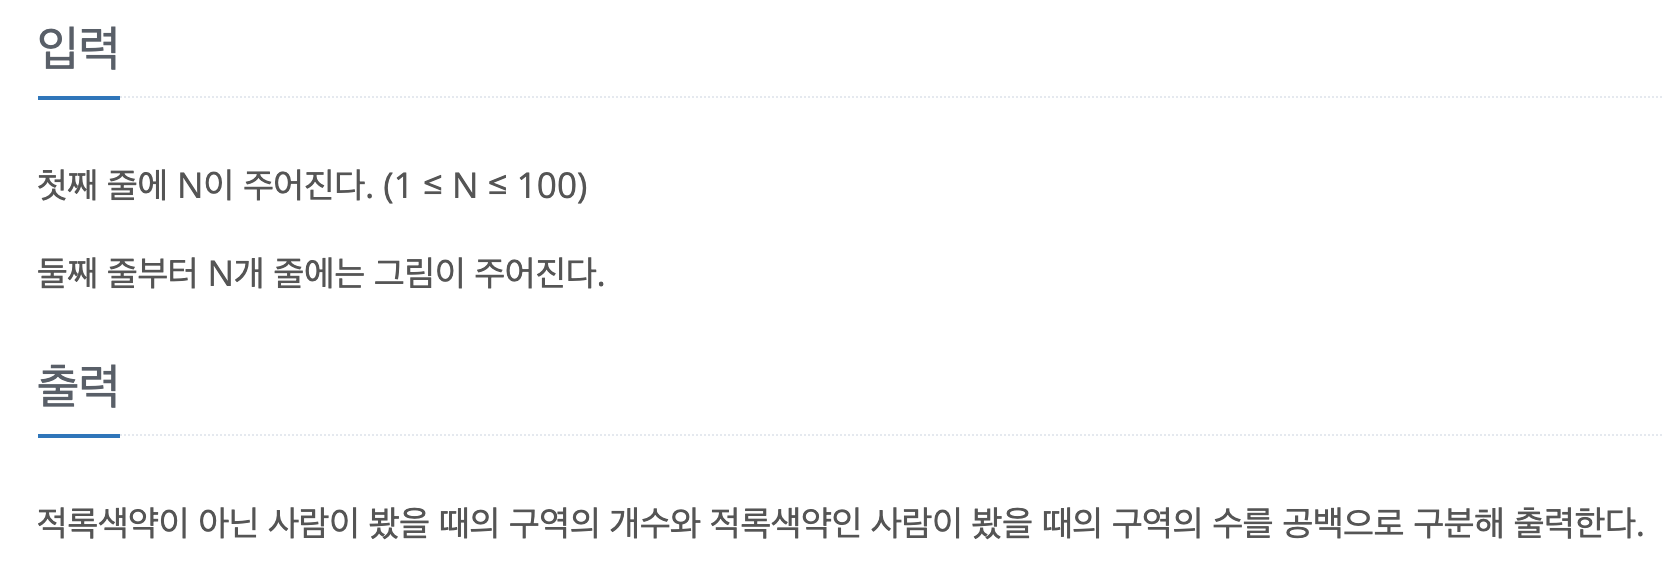 입력
첫째 줄에 N이 주어진다. (1 ≤ N ≤ 100)
둘째 줄부터 N개 줄에는 그림이 주어진다.
출력
적록색약이 아닌 사람이 봤을 때의 구역의 개수와 적록색약인 사람이 봤을 때의 구역의 수를 공백으로 구분해 출력한다.